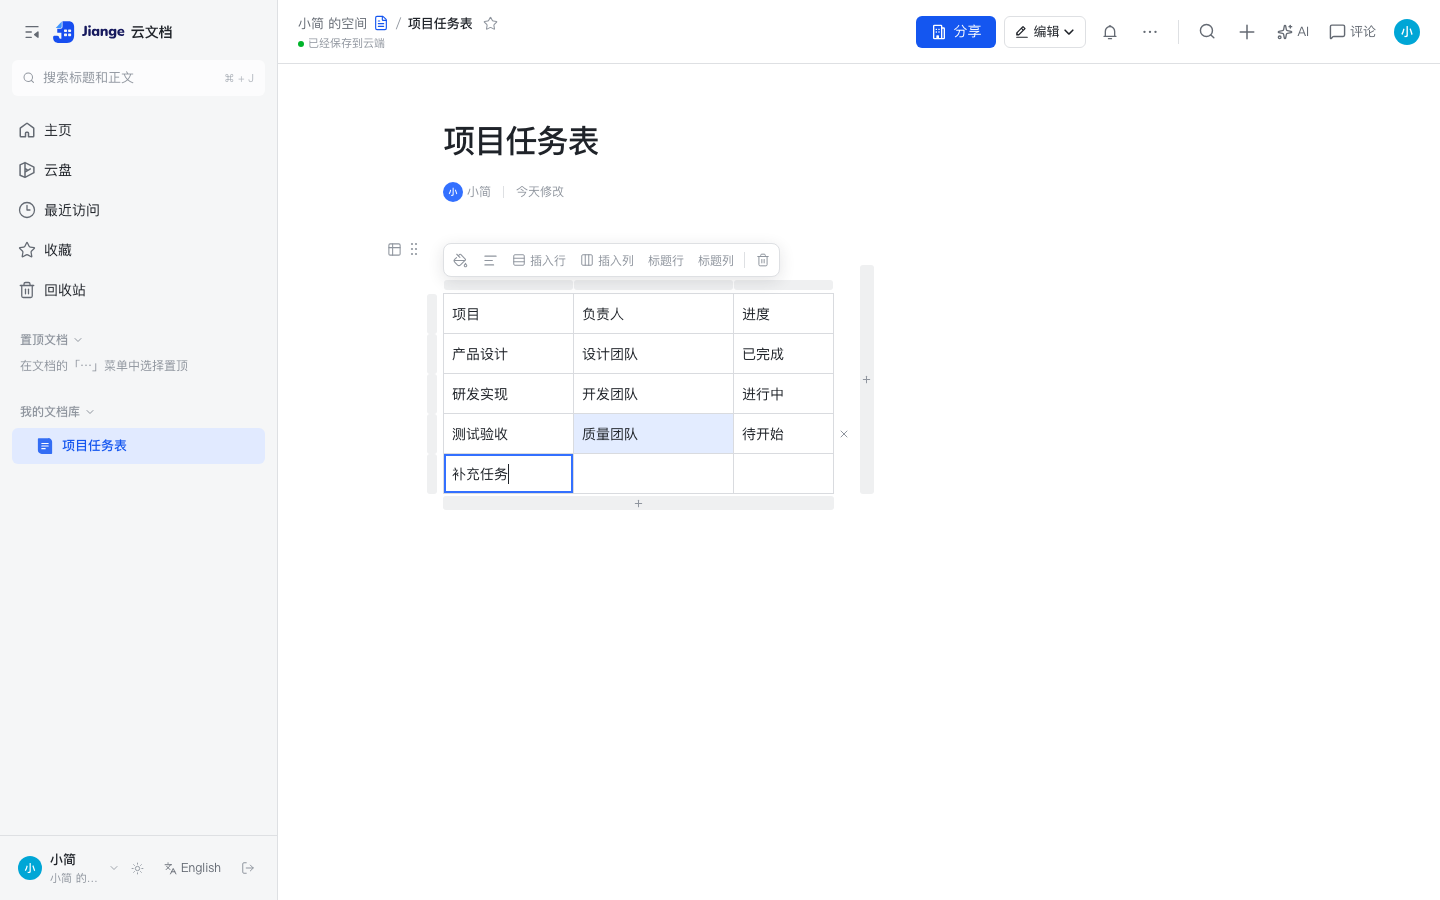 Jiange 云文档
搜索标题和正文 ⌘ + J
主页
云盘
最近访问
收藏
回收站
置顶文档
在文档的「···」菜单中选择置顶
我的文档库
项目任务表
小 小简
小简 的...
English
小简 的空间 / 项目任务表
已经保存到云端
分享 编辑 AI 评论 小
项目任务表
小 小简 今天修改
插入行 插入列 标题行 标题列
项目 负责人 进度
产品设计 设计团队 已完成
研发实现 开发团队 进行中
测试验收 质量团队 待开始
补充任务